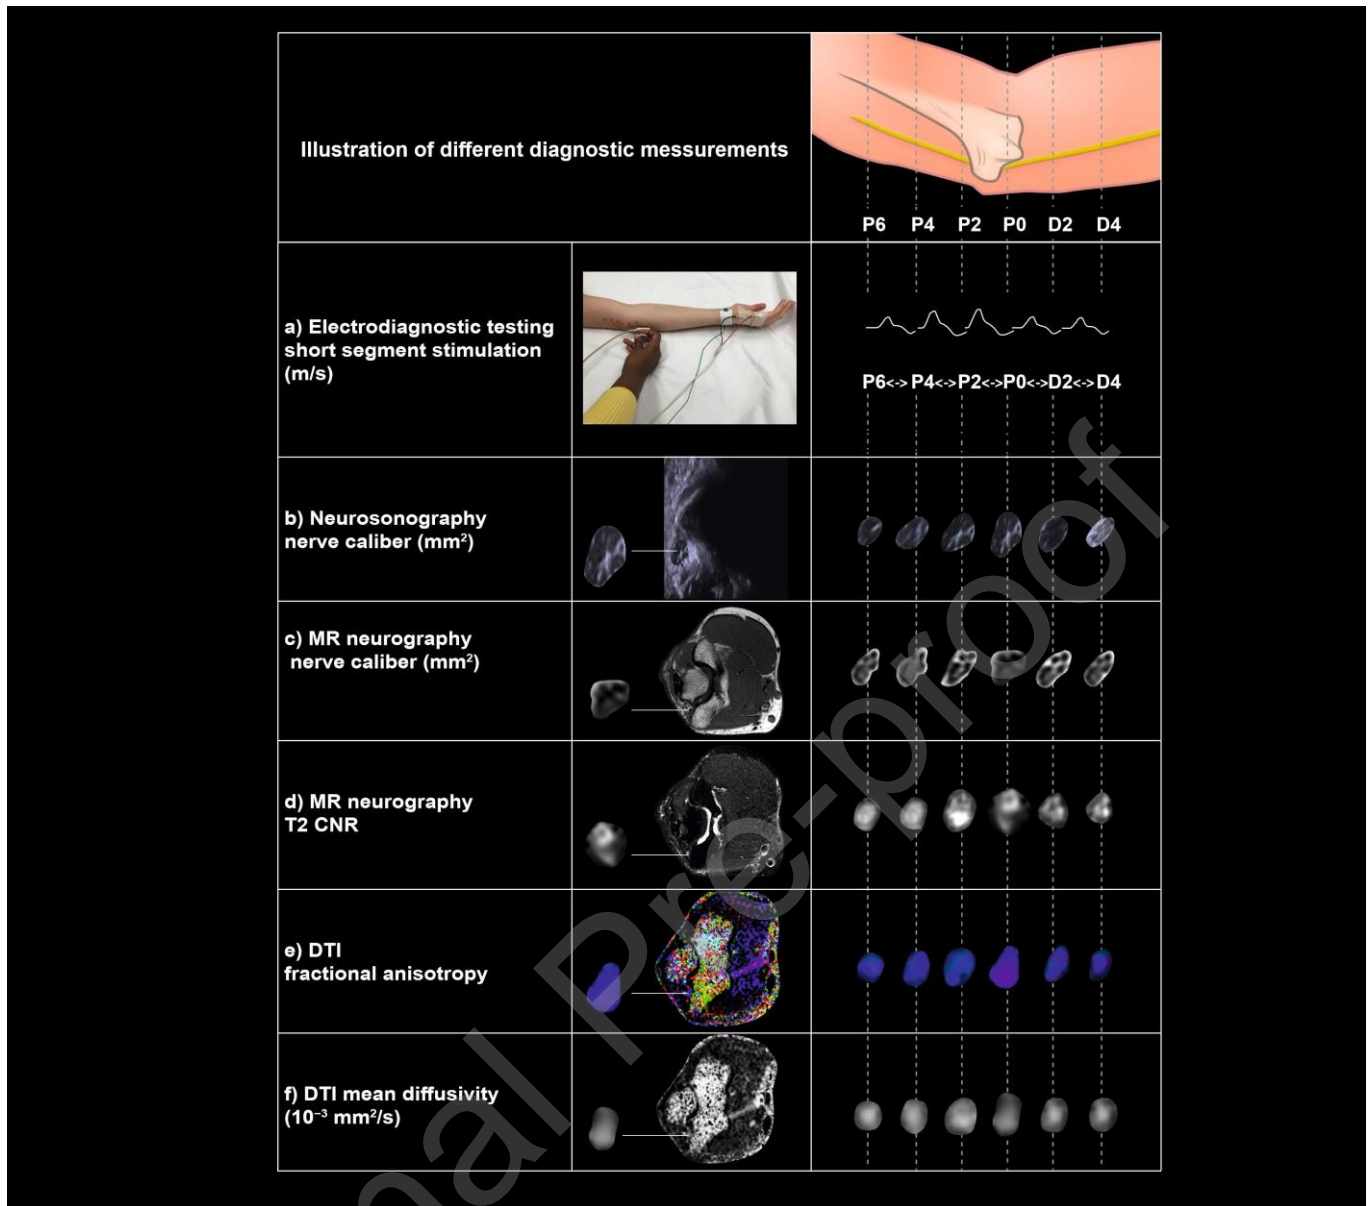 Illustration of different diagnostic messurements
P6 P4 P2 P0 D2 D4
a) Electrodiagnostic testing
short segment stimulation
(m/s)
P6<-> P4<-> P2<->P0<->D2<-> D4
b) Neurosonography
nerve caliber (mm²)
c) MR neurography
nerve caliber (mm²)
d) MR neurography
T2 CNR
e) DTI
fractional anisotropy
f) DTI mean diffusivity
(10⁻³ mm²/s)
nal Pre-proof